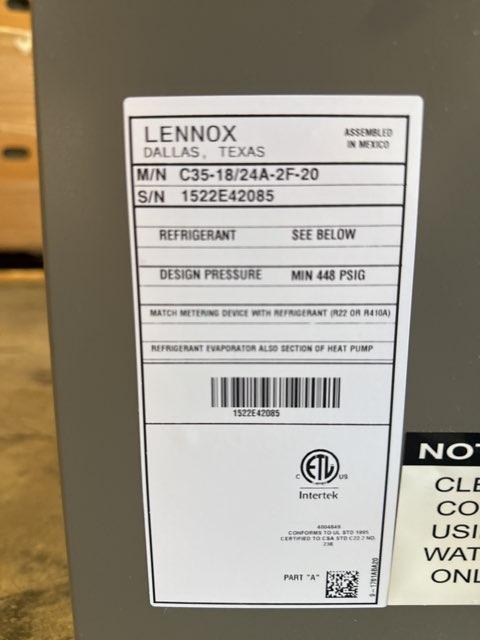 LENNOX
ASSEMBLED
IN MEXICO
DALLAS, TEXAS
M/N C35-18/24A-2F-20
S/N 1522E42085
REFRIGERANT SEE BELOW
DESIGN PRESSURE MIN 448 PSIG
MATCH METERING DEVICE WITH REFRIGERANT (R22 OR R410A)
REFRIGERANT EVAPORATOR ALSO SECTION OF HEAT PUMP
1522E42085
C ETL US
Intertek
4004849
CONFORMS TO UL STD 1995
CERTIFIED TO CSA STD C22.2 NO.
236
PART "A"
NOT
CLE
CO
USI
WAT
ONL